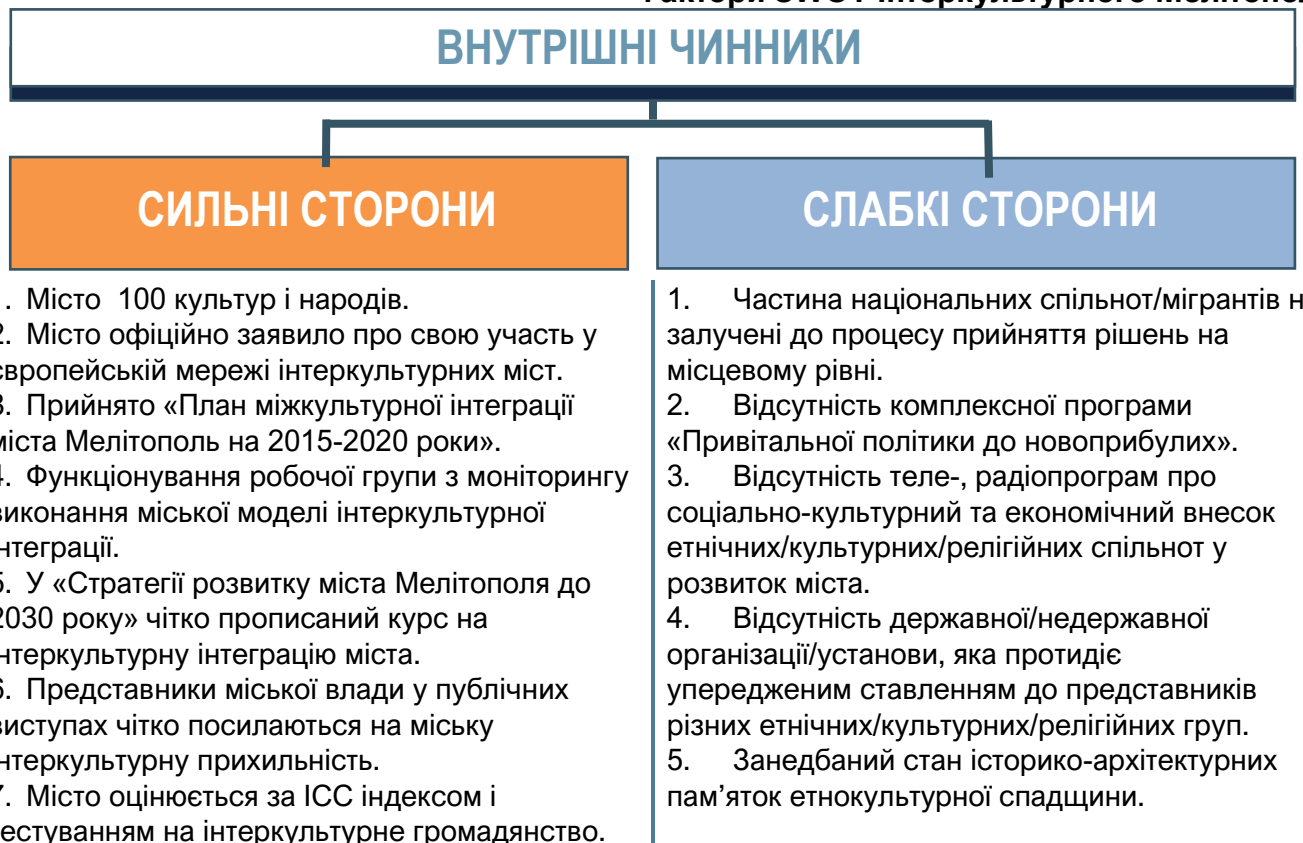 ВНУТРІШНІ ЧИННИКИ
СИЛЬНІ СТОРОНИ
. Місто 100 культур і народів.
2. Місто офіційно заявило про свою участь у
європейській мережі інтеркультурних міст.
3. Прийнято «План міжкультурної інтеграції
міста Мелітополь на 2015-2020 роки».
4. Функціонування робочої групи з моніторингу
виконання міської моделі інтеркультурної
інтеграції.
5. У «Стратегії розвитку міста Мелітополя до
2030 року» чітко прописаний курс на
інтеркультурну інтеграцію міста.
6. Представники міської влади у публічних
виступах чітко посилаються на міську
інтеркультурну прихильність.
7. Місто оцінюється за ІСС індексом і
тестуванням на інтеркультурне громадянство.
СЛАБКІ СТОРОНИ
1. Частина національних спільнот/мігрантів н
залучені до процесу прийняття рішень на
місцевому рівні.
2. Відсутність комплексної програми
«Привітальної політики до новоприбулих».
3. Відсутність теле-, радіопрограм про
соціально-культурний та економічний внесок
етнічних/культурних/релігійних спільнот у
розвиток міста.
4. Відсутність державної/недержавної
організації/установи, яка протидіє
упередженим ставленням до представників
різних етнічних/культурних/релігійних груп.
5. Занедбаний стан історико-архітектурних
пам’яток етнокультурної спадщини.